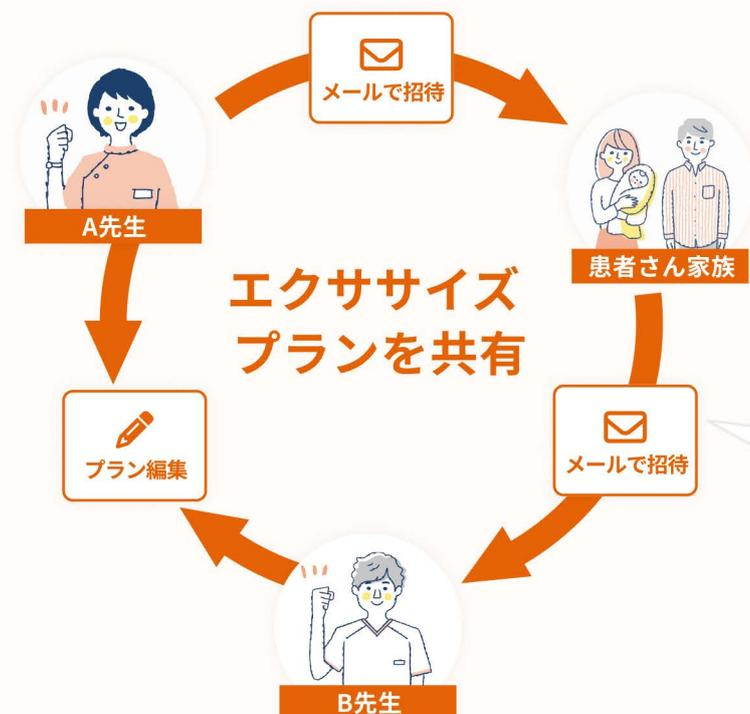 メールで招待
A先生
患者さん家族
エクササイズ
プランを共有
プラン編集
メールで招待
B先生